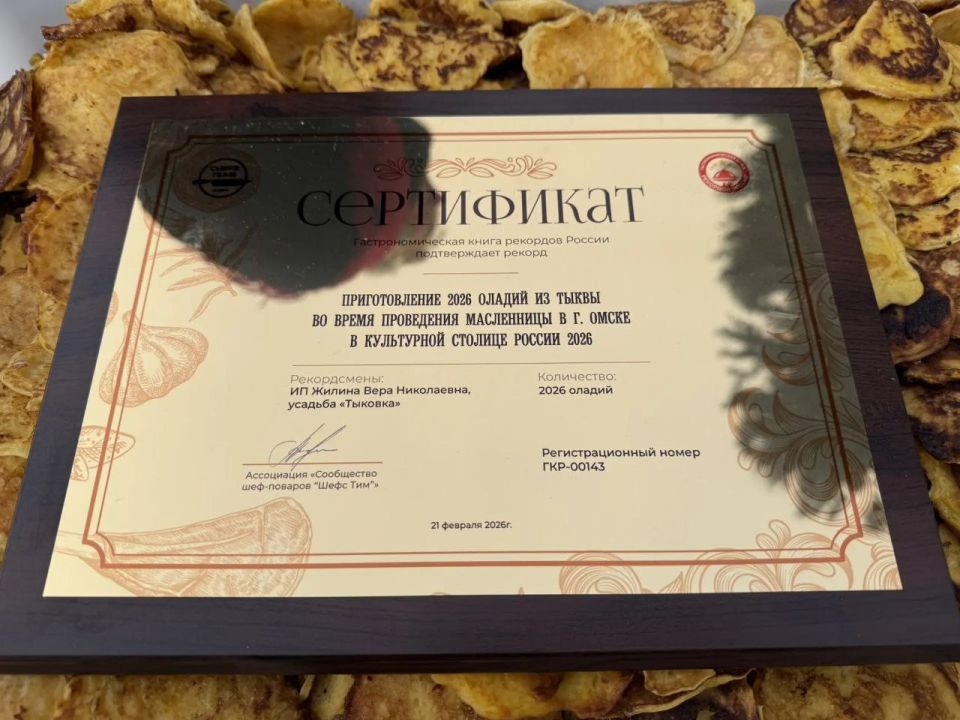 СЕРТИФИКАТ
Гастрономическая книга рекордов России
подтверждает рекорд
ПРИГОТОВЛЕНИЕ 2026 ОЛАДИЙ ИЗ ТЫКВЫ
ВО ВРЕМЯ ПРОВЕДЕНИЯ МАСЛЕННИЦЫ В Г. ОМСКЕ
В КУЛЬТУРНОЙ СТОЛИЦЕ РОССИИ 2026
Рекордсмены:
ИП Жилина Вера Николаевна,
усадьба «Тыковка»
Количество:
2026 оладий
Ассоциация «Сообщество
шеф-поваров "Шефс Тим"»
Регистрационный номер
ГКР-00143
21 февраля 2026г.